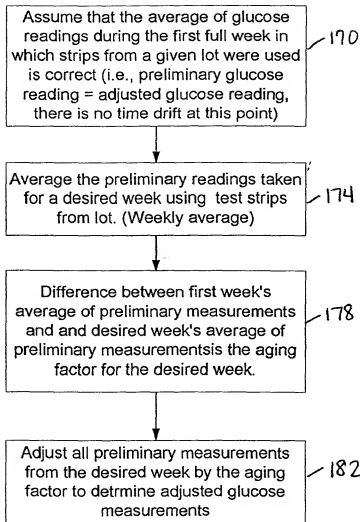 Assume that the average of glucose
readings during the first full week in
which strips from a given lot were used
is correct (i.e., preliminary glucose
reading = adjusted glucose reading,
there is no time drift at this point)
170
Average the preliminary readings taken
for a desired week using test strips
from lot. (Weekly average)
174
Difference between first week's
average of preliminary measurements
and and desired week's average of
preliminary measurementsis the aging
factor for the desired week.
178
Adjust all preliminary measurements
from the desired week by the aging
factor to detrmine adjusted glucose
measurements
182